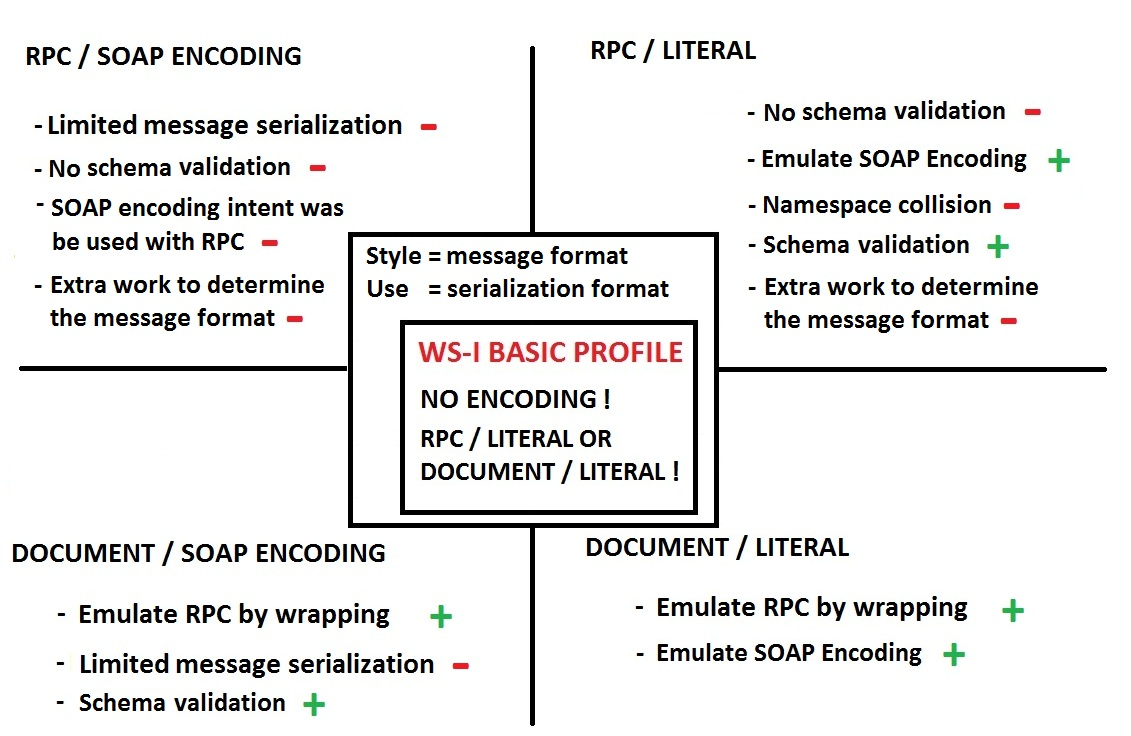 RPC / SOAP ENCODING
- Limited message serialization -
- No schema validation -
- SOAP encoding intent was
be used with RPC -
- Extra work to determine
the message format -
RPC / LITERAL
- No schema validation -
- Emulate SOAP Encoding +
- Namespace collision -
- Schema validation +
- Extra work to determine
the message format -
Style = message format
Use = serialization format
WS-I BASIC PROFILE
NO ENCODING !
RPC / LITERAL OR
DOCUMENT / LITERAL !
DOCUMENT / SOAP ENCODING
- Emulate RPC by wrapping +
- Limited message serialization -
- Schema validation +
DOCUMENT / LITERAL
- Emulate RPC by wrapping +
- Emulate SOAP Encoding +